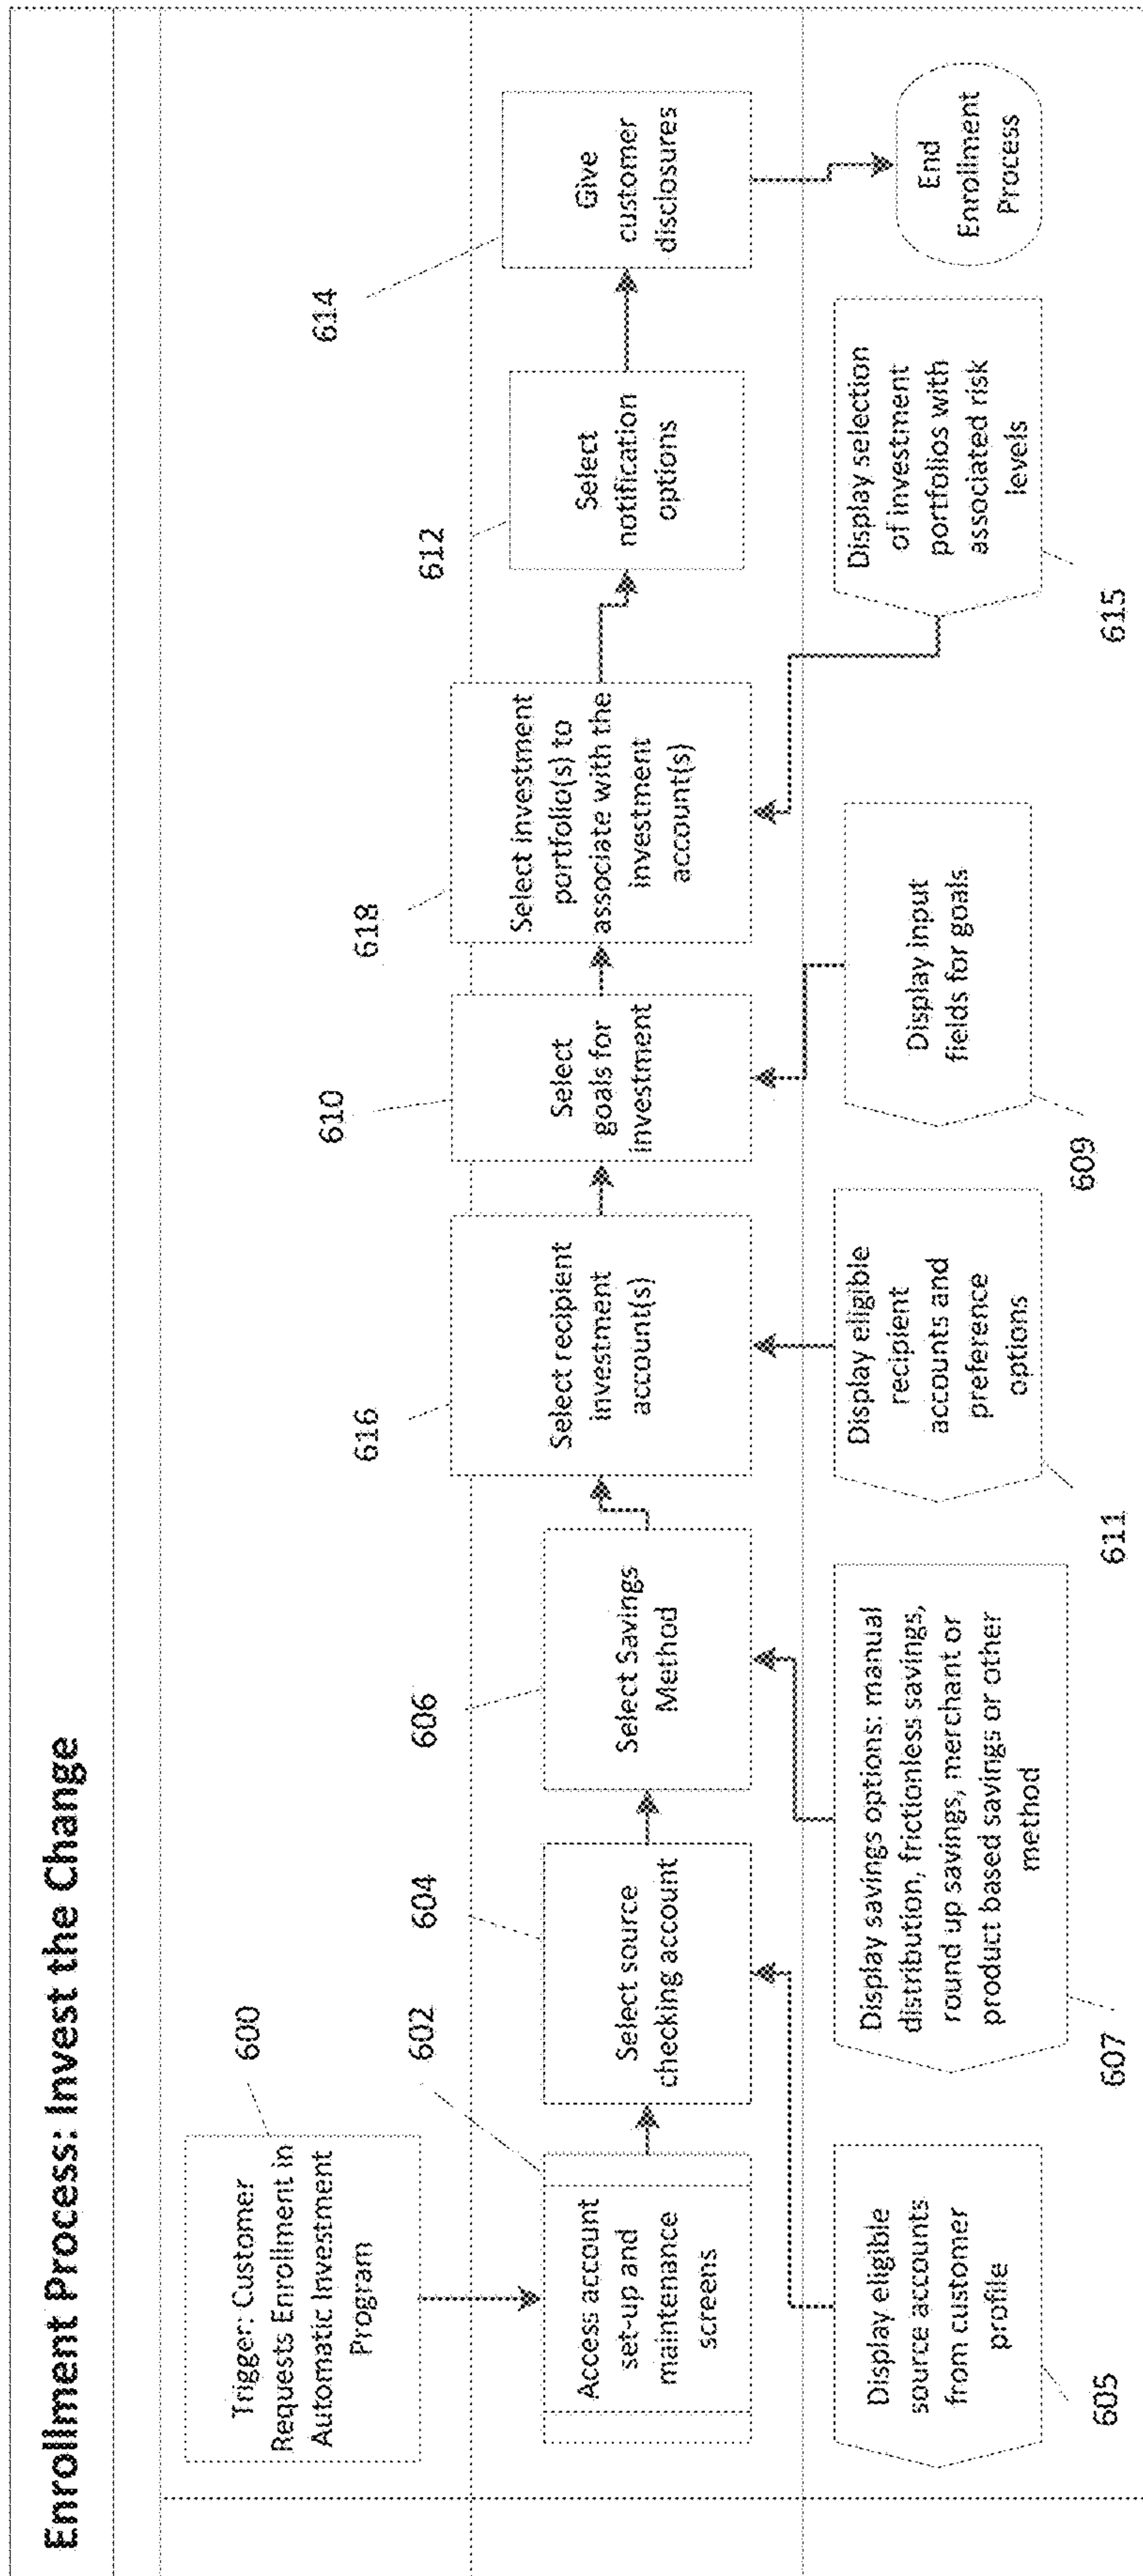 Enrollment Process: Invest the Change
600
Trigger: Customer
Requests Enrollment in
Automatic Investment
Program
602
Access account
set-up and
maintenance
screens
604
Select source
checking account
606
Select Savings
Method
616
Select recipient
investment
account(s)
610
Select
goals for
investment
618
Select investment
portfolio(s) to
associate with the
investment
account(s)
612
Select
notification
options
614
Give
customer
disclosures
Display eligible
source accounts
from customer
profile
605
Display savings options: manual
distribution, frictionless savings,
round up savings, merchant or
product based savings or other
method
607
Display eligible
recipient
accounts and
preference
options
611
Display input
fields for goals
609
Display selection
of investment
portfolios with
associated risk
levels
615
End
Enrollment
Process